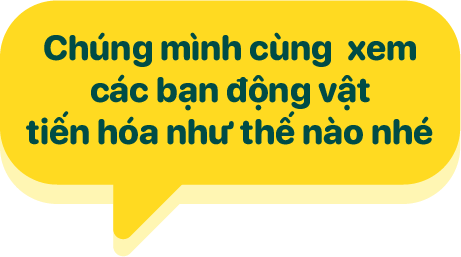 Chúng mình cùng xem
các bạn động vật
tiến hóa như thế nào nhé